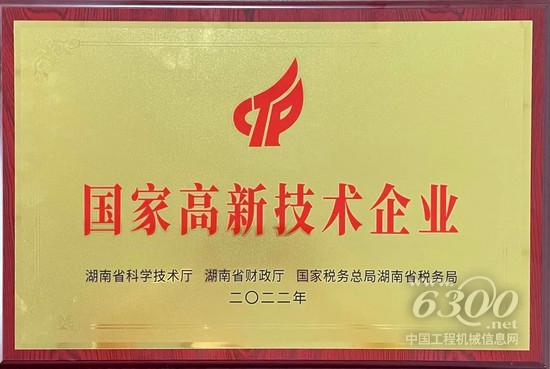 CTP
国家高新技术企业
湖南省科学技术厅 湖南省财政厅 国家税务总局湖南省税务局
二〇二二年
www.
6300
.net
中国工程机械信息网